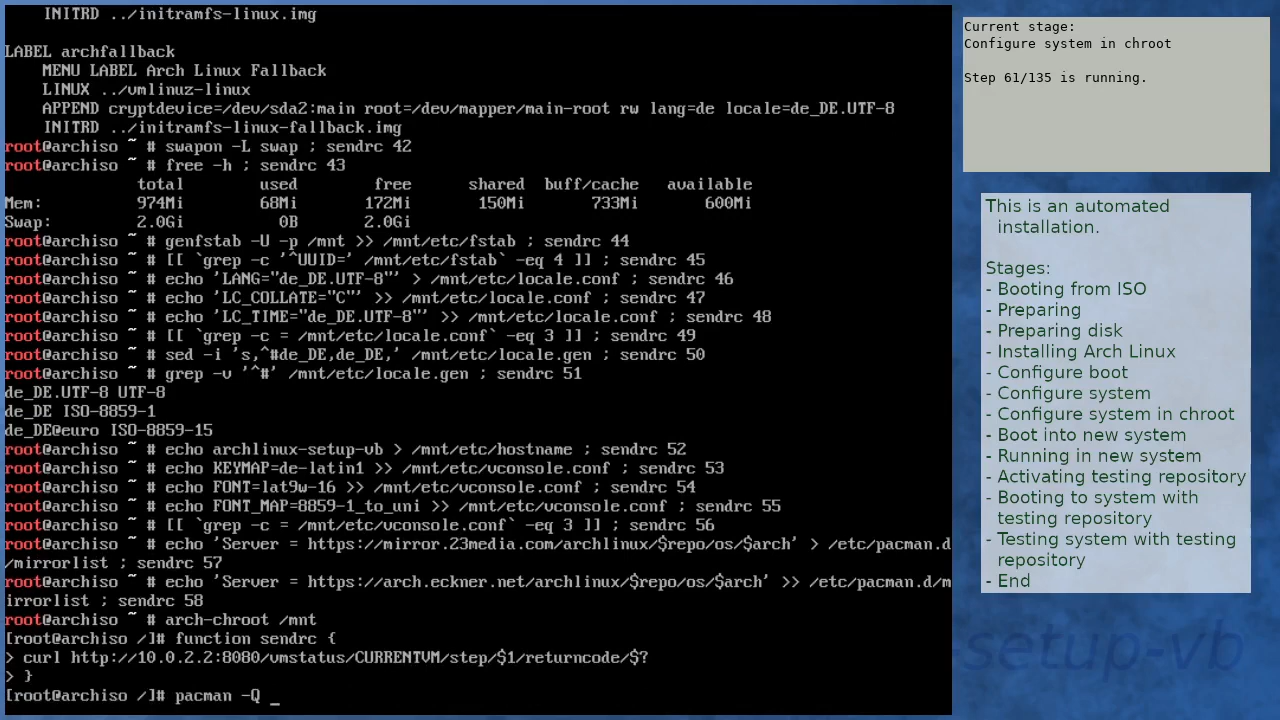 INITRD ../initramfs-linux.img

LABEL archfallback
    MENU LABEL Arch Linux Fallback
    LINUX ../vmlinuz-linux
    APPEND cryptdevice=/dev/sda2:main root=/dev/mapper/main-root rw lang=de locale=de_DE.UTF-8
    INITRD ../initramfs-linux-fallback.img
root@archiso ~ # swapon -L swap ; sendrc 42
root@archiso ~ # free -h ; sendrc 43
              total        used        free      shared  buff/cache   available
Mem:          974Mi        68Mi       172Mi       150Mi       733Mi       600Mi
Swap:         2.0Gi          0B       2.0Gi
root@archiso ~ # genfstab -U -p /mnt >> /mnt/etc/fstab ; sendrc 44
root@archiso ~ # [[ `grep -c '^UUID=' /mnt/etc/fstab` -eq 4 ]] ; sendrc 45
root@archiso ~ # echo 'LANG="de_DE.UTF-8"' > /mnt/etc/locale.conf ; sendrc 46
root@archiso ~ # echo 'LC_COLLATE="C"' >> /mnt/etc/locale.conf ; sendrc 47
root@archiso ~ # echo 'LC_TIME="de_DE.UTF-8"' >> /mnt/etc/locale.conf ; sendrc 48
root@archiso ~ # [[ `grep -c = /mnt/etc/locale.conf` -eq 3 ]] ; sendrc 49
root@archiso ~ # sed -i 's,^#de_DE,de_DE,' /mnt/etc/locale.gen ; sendrc 50
root@archiso ~ # grep -v '^#' /mnt/etc/locale.gen ; sendrc 51
de_DE.UTF-8 UTF-8
de_DE ISO-8859-1
de_DE@euro ISO-8859-15
root@archiso ~ # echo archlinux-setup-vb > /mnt/etc/hostname ; sendrc 52
root@archiso ~ # echo KEYMAP=de-latin1 >> /mnt/etc/vconsole.conf ; sendrc 53
root@archiso ~ # echo FONT=lat9w-16 >> /mnt/etc/vconsole.conf ; sendrc 54
root@archiso ~ # echo FONT_MAP=8859-1_to_uni >> /mnt/etc/vconsole.conf ; sendrc 55
root@archiso ~ # [[ `grep -c = /mnt/etc/vconsole.conf` -eq 3 ]] ; sendrc 56
root@archiso ~ # echo 'Server = https://mirror.23media.com/archlinux/$repo/os/$arch' > /etc/pacman.d
/mirrorlist ; sendrc 57
root@archiso ~ # echo 'Server = https://arch.eckner.net/archlinux/$repo/os/$arch' >> /etc/pacman.d/m
irrorlist ; sendrc 58
root@archiso ~ # arch-chroot /mnt
[root@archiso /]# function sendrc {
> curl http://10.0.2.2:8080/vmstatus/CURRENTVM/step/$1/returncode/$?
> }
[root@archiso /]# pacman -Q _
Current stage:
Configure system in chroot

Step 61/135 is running.
This is an automated
installation.

Stages:
- Booting from ISO
- Preparing
- Preparing disk
- Installing Arch Linux
- Configure boot
- Configure system
- Configure system in chroot
- Boot into new system
- Running in new system
- Activating testing repository
- Booting to system with
testing repository
- Testing system with testing
repository
- End
-setup-vb